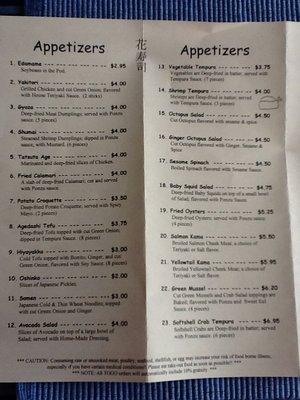 Appetizers
1. Edamame ---------- $2.95
Soybeans in the Pod.
2. Yakitori ---------- $4.00
Grilled Chicken and cut Green Onion; flavored
with House Teriyaki Sauce. (2 sticks)
3. Gyoza ---------- $4.00
Deep-fried Meat Dumplings; served with Ponzu
sauce. (5 pieces)
4. Shumai ---------- $4.00
Steamed Shrimp Dumplings; dipped in Ponzu
sauce, with Mustard. (6 pieces)
5. Tatsuta Age ---------- $4.00
Marinated and deep-fried slices of Chicken.
6. Fried Calamari ---------- $4.00
A slab of deep-fried Calamari; cut and served
with Ponzu sauce.
7. Potato Croquette ---------- $3.50
Deep-fried Potato Croquette; served with Spicy
Mayo. (2 pieces)
8. Agedashi Tofu ---------- $3.75
Deep-fried Tofu topped with cut Green Onion;
dipped in Tempura Sauce. (8 pieces)
9. Hiyayakko ---------- $3.00
Cold Tofu topped with Bonito, Ginger, and cut
Green Onion; flavored with Soy Sauce. (8 pieces)
10. Oshinko ---------- $2.00
Slices of Japanese Pickles.
11. Somen ---------- $3.00
Japanese Cold & Thin Wheat Noodles; topped
with cut Green Onion and Ginger.
12. Avocado Salad ---------- $4.00
Slices of Avocado on top of a large bowl of
Salad; served with Home-Made Dressing.
花寿司
Appetizers
13. Vegetable Tempura ---------- $3.75
Vegetables are Deep-fried in batter; served with
Tempura Sauce. (7 pieces)
14. Shrimp Tempura ---------- $4.00
Shrimps are Deep-fried in batter; served with
Tempura Sauce. (3 pieces)
15. Octopus Salad ---------- $4.50
Cut Octopus flavored with sesame & spice
16. Ginger Octopus Salad ---------- $4.50
Cut Octopus flavored with Ginger, Sesame &
Spice
17. Sesame Spinach ---------- $4.50
Boiled Spinach flavored with Sesame.
18. Baby Squid Salad ---------- $4.75
Deep-fried Baby Squids on top of a small bowl
of Salad; flavored with Ponzu Sauce.
19. Fried Oysters ---------- $5.25
Deep-fried Oyster; served with Ponzu sauce
(4 pieces)
20. Salmon Kama ---------- $5.50
Broiled Salmon Cheek Meat; a choice of
Teriyaki or Salt flavor.
21. Yellowtail Kama ---------- $5.95
Broiled Yellowtail Cheek Meat; a choice of
Teriyaki or Salt flavor.
22. Green Mussel ---------- $6.20
Cut Green Mussels and Crab Salad toppings are
Baked; flavored with Ponzu and Sweet Eel
Sauce. (4 pieces)
23. Softshell Crab Tempura ---------- $6.95
Softshell Crabs are Deep-fried in batter; served
with Ponzu sauce. (6 pieces)
*** CAUTION: Consuming raw or uncooked meat, poultry, seafood, shellfish, or egg may increase your risk of food borne illness,
especially if you have certain medical conditions! Please eat take-out food as soon as possible! ***
*** NOTE: All TOGO orders will automatically include 10% gratuity ***